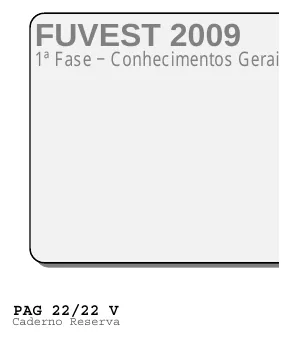 FUVEST 2009
1ª Fase – Conhecimentos Gerai
PAG 22/22 V
Caderno Reserva